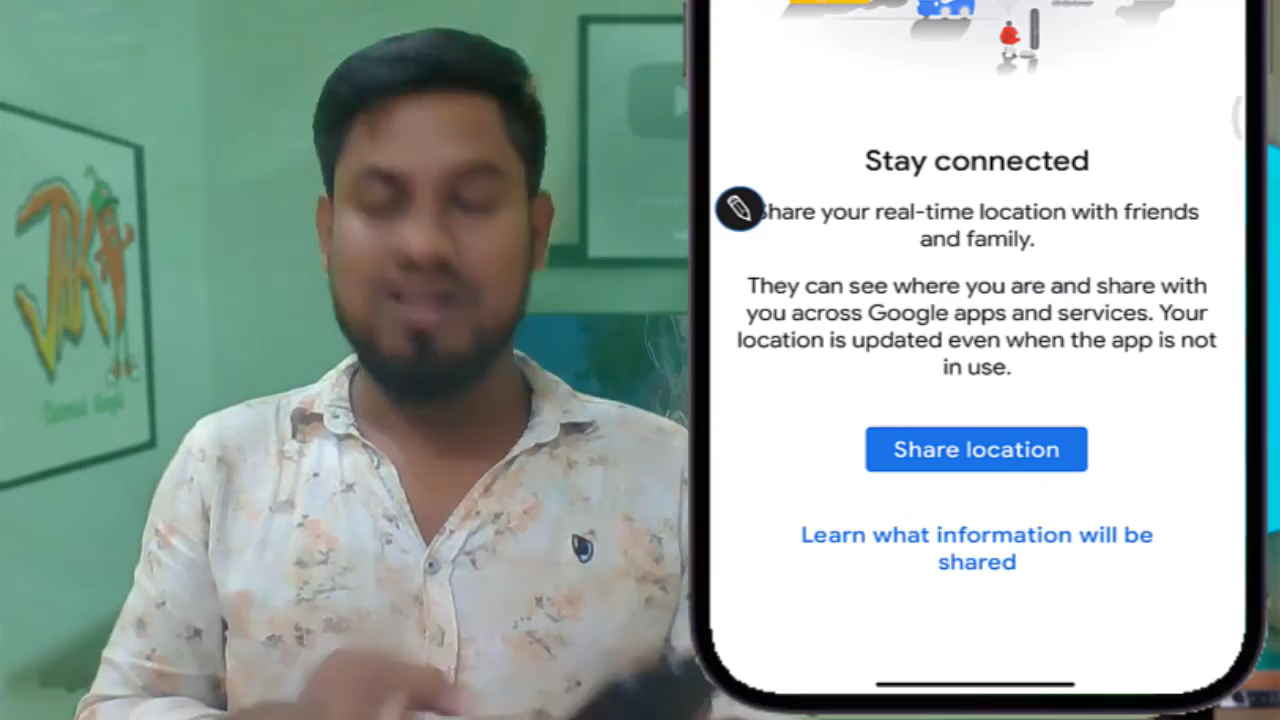 JBK
Stay connected
hare your real-time location with friends
and family.
They can see where you are and share with
you across Google apps and services. Your
location is updated even when the app is not
in use.
Share location
Learn what information will be
shared